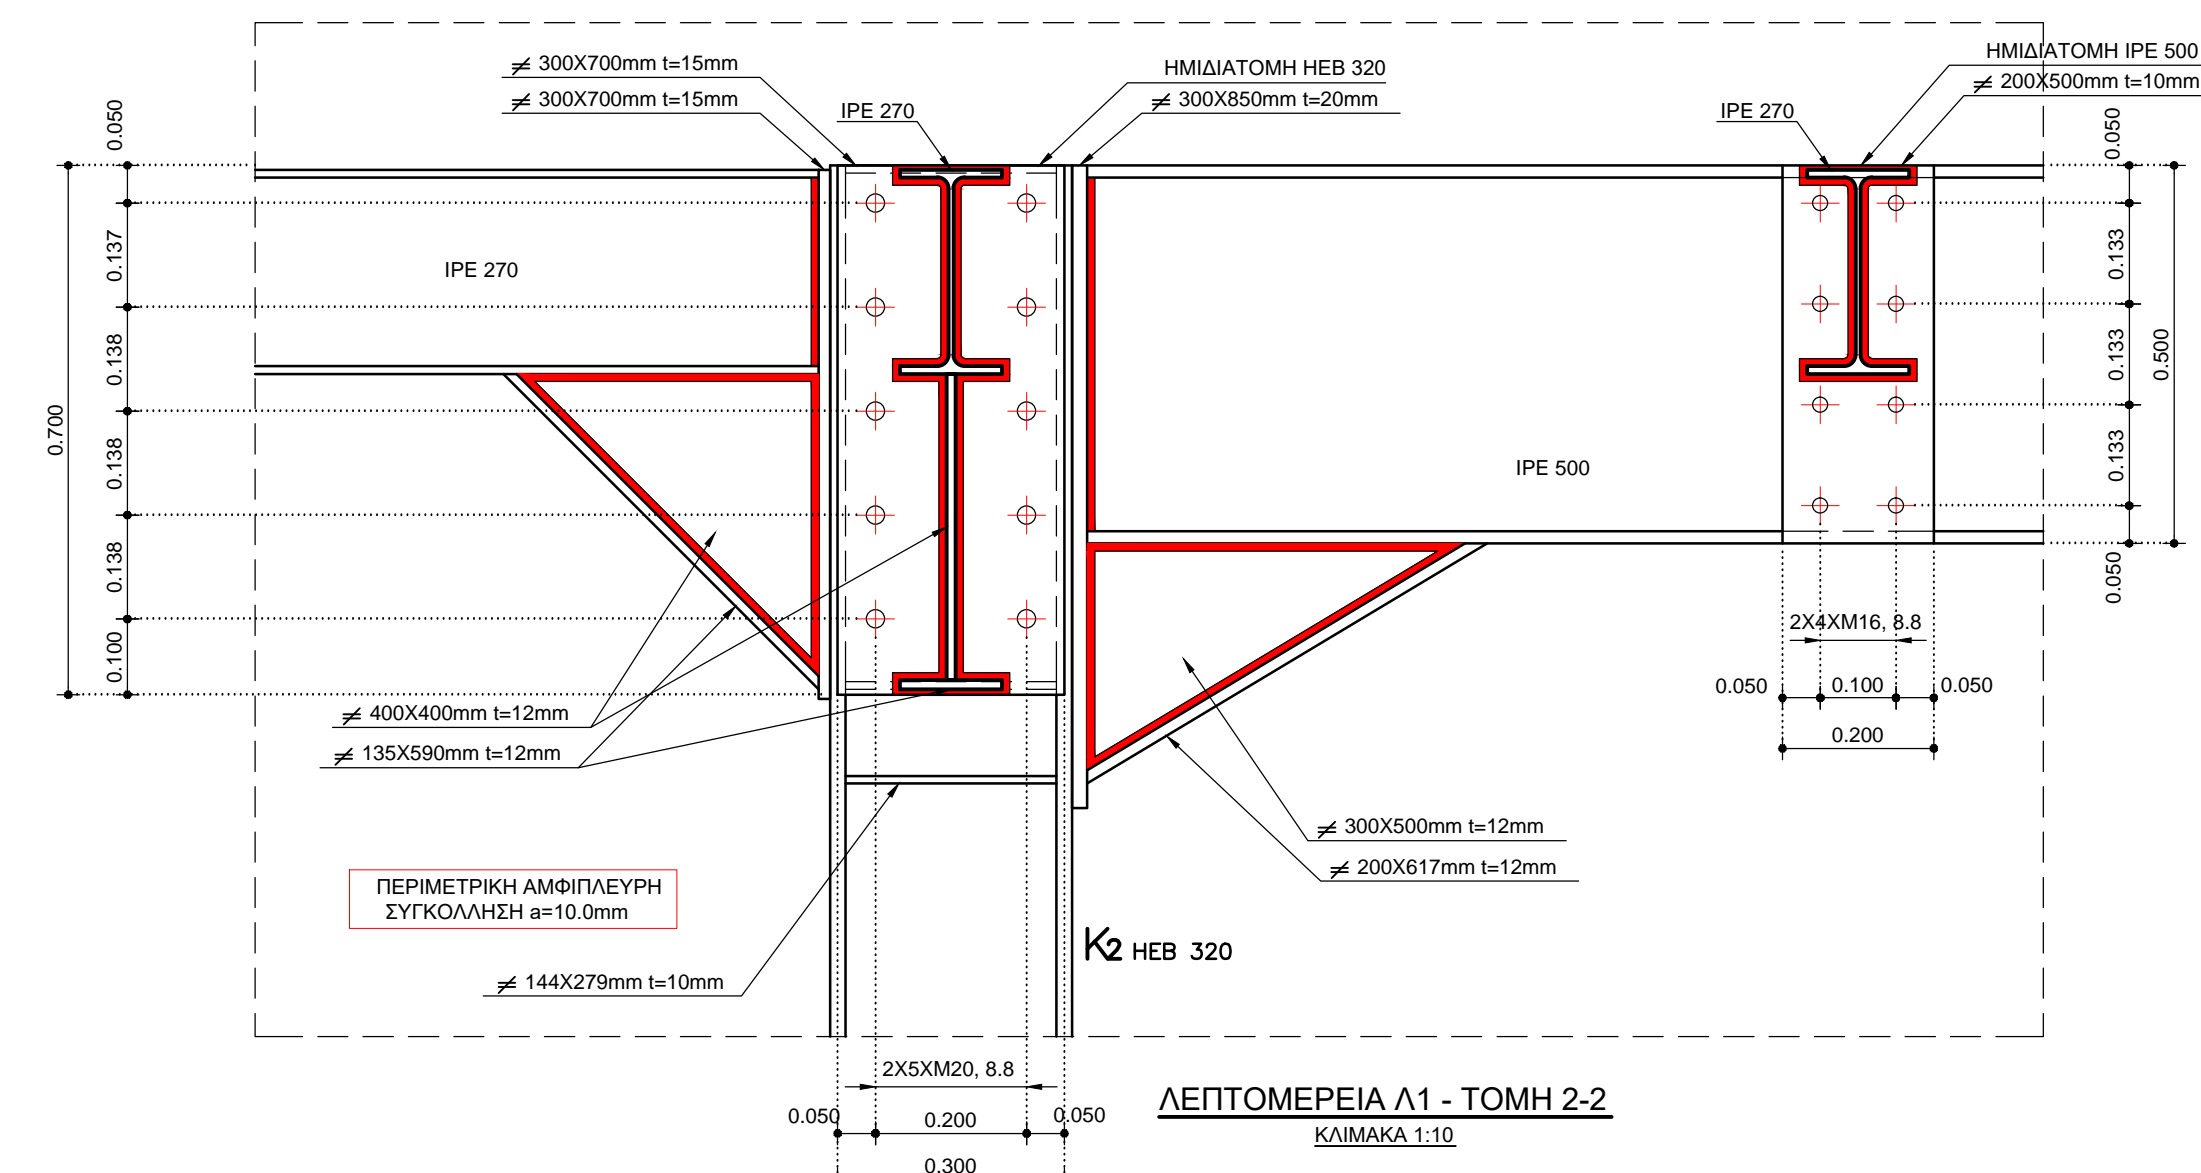 ≠ 300X700mm t=15mm
≠ 300X700mm t=15mm
IPE 270
ΗΜΙΔΙΑΤΟΜΗ HEB 320
≠ 300X850mm t=20mm
ΗΜΙΔΙΑΤΟΜΗ IPE 500
≠ 200X500mm t=10mm
IPE 270
0.050
0.137
0.138
0.138
0.138
0.100
0.700
IPE 270
IPE 500
0.050
0.133
0.133
0.133
0.050
0.500
2X4XM16, 8.8
0.050
0.100
0.050
0.200
≠ 400X400mm t=12mm
≠ 135X590mm t=12mm
≠ 300X500mm t=12mm
≠ 200X617mm t=12mm
ΠΕΡΙΜΕΤΡΙΚΗ ΑΜΦΙΠΛΕΥΡΗ
ΣΥΓΚΟΛΛΗΣΗ a=10.0mm
K2 HEB 320
≠ 144X279mm t=10mm
2X5XM20, 8.8
0.050
0.200
0.050
0.300
ΛΕΠΤΟΜΕΡΕΙΑ Λ1 - ΤΟΜΗ 2-2
ΚΛΙΜΑΚΑ 1:10